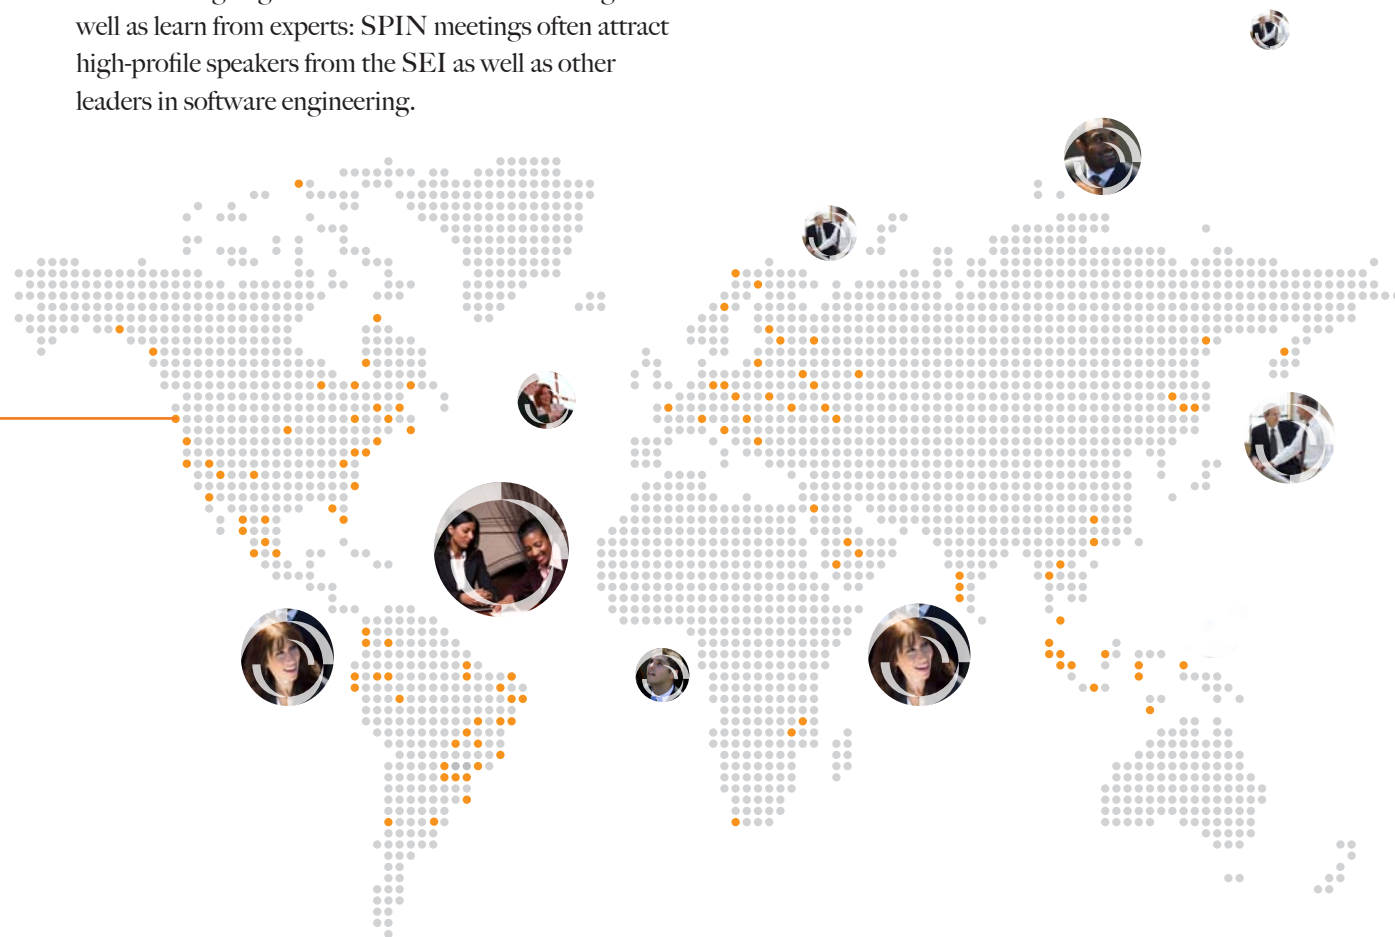 well as learn from experts: SPIN meetings often attract
high-profile speakers from the SEI as well as other
leaders in software engineering.